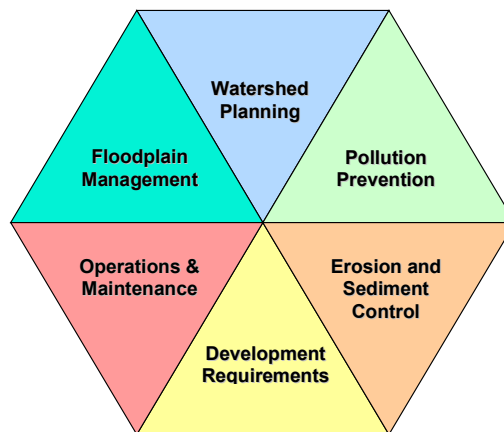 Watershed
Planning
Floodplain
Management
Pollution
Prevention
Operations &
Maintenance
Erosion and
Sediment
Control
Development
Requirements